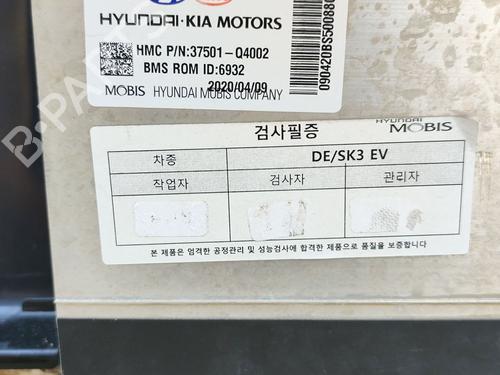 HYUNDAI·KIA MOTORS
HMC P/N:37501-Q4002
BMS ROM ID:6932
2020/04/09
MOBIS HYUNDAI MOBIS COMPANY
090420BS500880
검사필증
HYUNDAI
MOBIS
차종 DE/SK3 EV
작업자 검사자 관리자
본 제품은 엄격한 공정관리 및 성능검사에 합격한 제품으로 품질을 보증합니다
B-PARTS